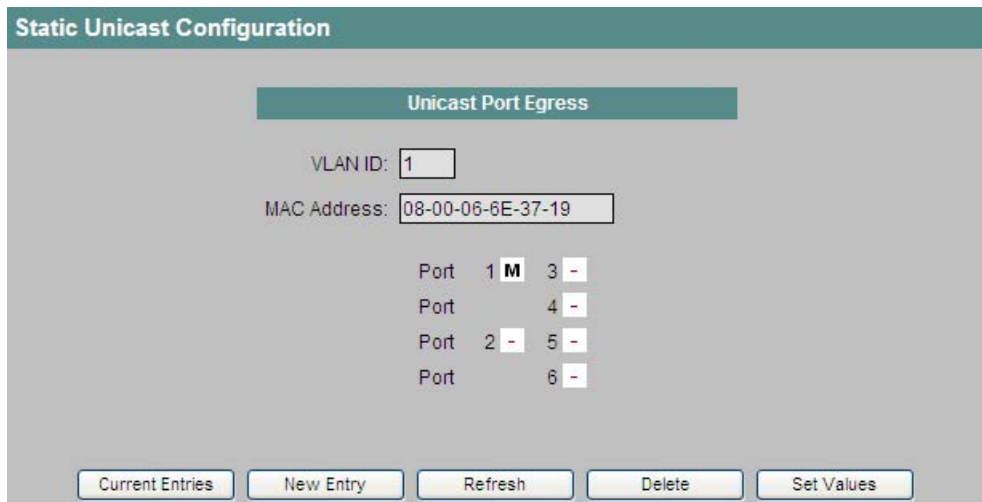 Static Unicast Configuration
Unicast Port Egress
VLAN ID: 1
MAC Address: 08-00-06-6E-37-19
Port 1 M 3 -
Port 4 -
Port 2 - 5 -
Port 6 -
Current Entries New Entry Refresh Delete Set Values